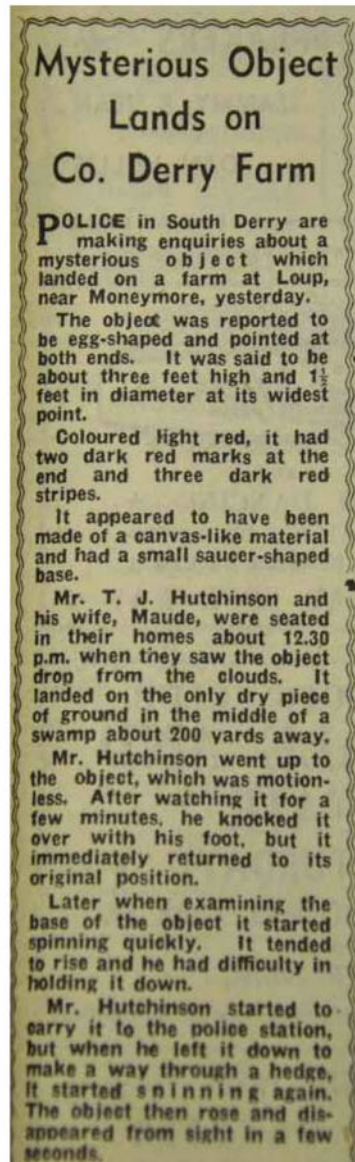 Mysterious Object
Lands on
Co. Derry Farm
POLICE in South Derry are
making enquiries about a
mysterious object which
landed on a farm at Loup,
near Moneymore, yesterday.
The object was reported to
be egg-shaped and pointed at
both ends. It was said to be
about three feet high and 1½
feet in diameter at its widest
point.
Coloured light red, it had
two dark red marks at the
end and three dark red
stripes.
It appeared to have been
made of a canvas-like material
and had a small saucer-shaped
base.
Mr. T. J. Hutchinson and
his wife, Maude, were seated
in their homes about 12.30
p.m. when they saw the object
drop from the clouds. It
landed on the only dry piece
of ground in the middle of a
swamp about 200 yards away.
Mr. Hutchinson went up to
the object, which was motion-
less. After watching it for a
few minutes, he knocked it
over with his foot, but it
immediately returned to its
original position.
Later when examining the
base of the object it started
spinning quickly. It tended
to rise and he had difficulty in
holding it down.
Mr. Hutchinson started to
carry it to the police station,
but when he left it down to
make a way through a hedge,
it started spinning again.
The object then rose and dis-
appeared from sight in a few
seconds.